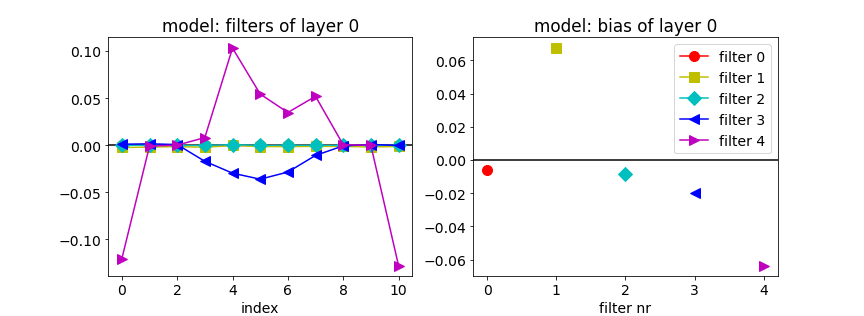 model: filters of layer 0
0.10
0.05
0.00
−0.05
−0.10
0 2 4 6 8 10
index
model: bias of layer 0
0.06
0.04
0.02
0.00
−0.02
−0.04
−0.06
filter 0
filter 1
filter 2
filter 3
filter 4
0 1 2 3 4
filter nr